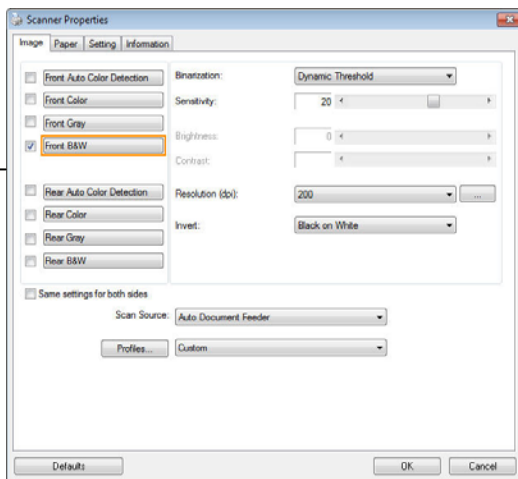 Scanner Properties
Image Paper Setting Information
Front Auto Color Detection
Front Color
Front Gray
Front B&W
Rear Auto Color Detection
Rear Color
Rear Gray
Rear B&W
Binarization: Dynamic Threshold
Sensitivity: 20
Brightness: 0
Contrast:
Resolution (dpi): 200 ...
Invert: Black on White
Same settings for both sides
Scan Source: Auto Document Feeder
Profiles... Custom
Defaults OK Cancel